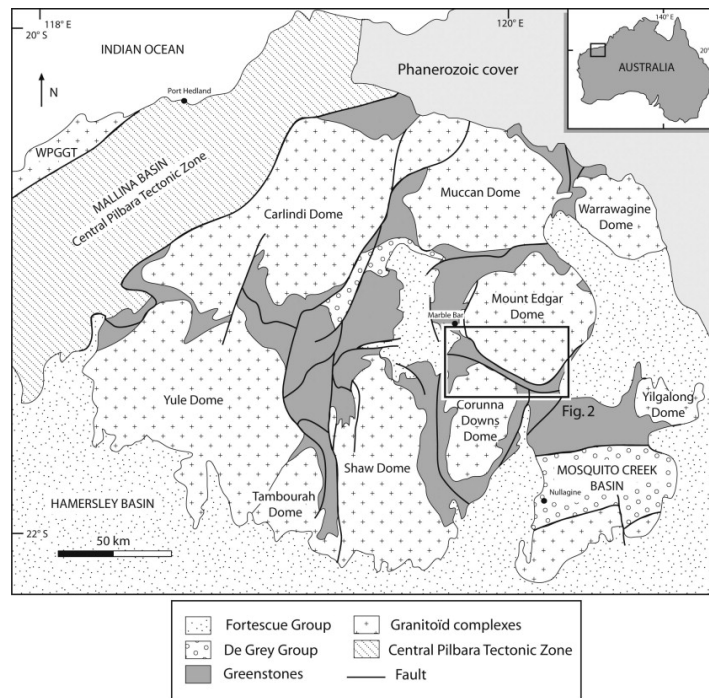 118° E
120° E
20° S
INDIAN OCEAN
140° E
20°
AUSTRALIA
Phanerozoic cover
N
Port Hedland
WPGGT
MALLINA BASIN
Central Pilbara Tectonic Zone
Carlindi Dome
Muccan Dome
Warrawagine
Dome
Marble Bar
Mount Edgar
Dome
Yule Dome
Corunna
Downs
Dome
Fig. 2
Yilgalong
Dome
Shaw Dome
Tambourah
Dome
MOSQUITO CREEK
BASIN
Nullagine
HAMERSLEY BASIN
22° S
50 km
Fortescue Group
Granitoïd complexes
De Grey Group
Central Pilbara Tectonic Zone
Greenstones
Fault